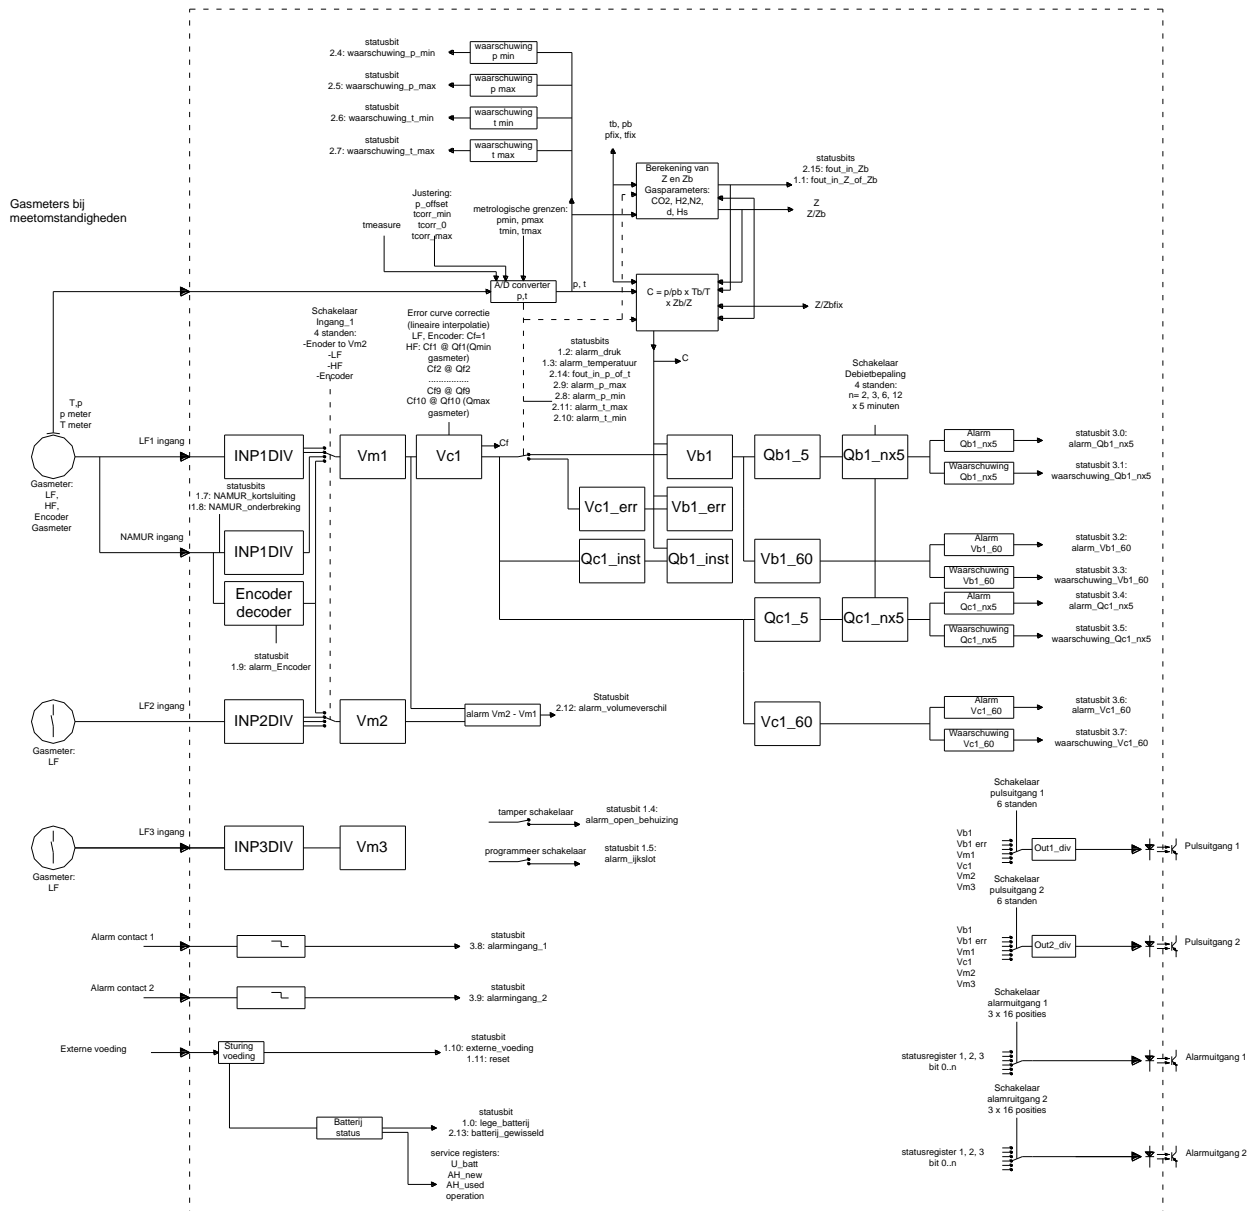 statusbit
2.4: waarschuwing_p_min
waarschuwing
p min
statusbit
2.5: waarschuwing_p_max
waarschuwing
p max
statusbit
2.6: waarschuwing_t_min
waarschuwing
t min
statusbit
2.7: waarschuwing_t_max
waarschuwing
t max
tb, pb
pfix, tfix
Berekening van
Z en Zb
Gasparameters:
CO2, H2,N2,
d, Hs
statusbits
2.15: fout_in_Zb
1.1: fout_in_Z_of_Zb
Z
Z/Zb
Gasmeters bij
meetomstandigheden
Justering:
p_offset
tcorr_min
tcorr_0
tcorr_max
tmeasure
metrologische grenzen:
pmin, pmax
tmin, tmax
A/D converter
p,t
p, t
C = p/pb x Tb/T
x Zb/Z
Z/Zbfix
C
Schakelaar
Ingang_1
4 standen:
-Enoder to Vm2
-LF
-HF
-Encoder
Error curve correctie
(lineaire interpolatie)
LF, Encoder: Cf=1
HF: Cf1 @ Qf1(Qmin
gasmeter)
Cf2 @ Qf2
................
Cf9 @ Qf9
Cf10 @ Qf10 (Qmax
gasmeter)
statusbits
1.2: alarm_druk
1.3: alarm_temperatuur
2.14: fout_in_p_of_t
2.9: alarm_p_max
2.8: alarm_p_min
2.11: alarm_t_max
2.10: alarm_t_min
Schakelaar
Debietbepaling
4 standen:
n= 2, 3, 6, 12
x 5 minuten
T,p
p meter
T meter
LF1 ingang
INP1DIV
Vm1
Vc1
Cf
Vb1
Qb1_5
Qb1_nx5
Alarm
Qb1_nx5
statusbit 3.0:
alarm_Qb1_nx5
Waarschuwing
Qb1_nx5
statusbit 3.1:
waarschuwing_Qb1_nx5
Gasmeter:
LF,
HF,
Encoder
Gasmeter
statusbits
1.7: NAMUR_kortsluiting
1.8: NAMUR_onderbreking
Vc1_err
Vb1_err
NAMUR ingang
INP1DIV
Qc1_inst
Qb1_inst
Vb1_60
Alarm
Vb1_60
statusbit 3.2:
alarm_Vb1_60
Waarschuwing
Vb1_60
statusbit 3.3:
waarschuwing_Vb1_60
Encoder
decoder
Qc1_5
Qc1_nx5
Alarm
Qc1_nx5
statusbit 3.4:
alarm_Qc1_nx5
Waarschuwing
Qc1_nx5
statusbit 3.5:
waarschuwing_Qc1_nx5
statusbit
1.9: alarm_Encoder
LF2 ingang
INP2DIV
Vm2
alarm Vm2 - Vm1
Statusbit
2.12: alarm_volumeverschil
Vc1_60
Alarm
Vc1_60
statusbit 3.6:
alarm_Vc1_60
Waarschuwing
Vc1_60
statusbit 3.7:
waarschuwing_Vc1_60
Gasmeter:
LF
LF3 ingang
INP3DIV
Vm3
Gasmeter:
LF
tamper schakelaar
statusbit 1.4:
alarm_open_behuizing
programmeer schakelaar
statusbit 1.5:
alarm_ijkslot
Schakelaar
pulsuitgang 1
6 standen
Vb1
Vb1 err
Vm1
Vc1
Vm2
Vm3
Out1_div
Pulsuitgang 1
Schakelaar
pulsuitgang 2
6 standen
Vb1
Vb1 err
Vm1
Vc1
Vm2
Vm3
Out2_div
Pulsuitgang 2
Alarm contact 1
statusbit
3.8: alarmingang_1
Alarm contact 2
statusbit
3.9: alarmingang_2
Schakelaar
alarmuitgang 1
3 x 16 posities
statusregister 1, 2, 3
bit 0..n
Alarmuitgang 1
Externe voeding
Sturing
voeding
statusbit
1.10: externe_voeding
1.11: reset
Schakelaar
alamruitgang 2
3 x 16 posities
statusregister 1, 2, 3
bit 0..n
Alarmuitgang 2
Batterij
status
statusbit
1.0: lege_batterij
2.13: batterij_gewisseld
service registers:
U_batt
AH_new
AH_used
operation